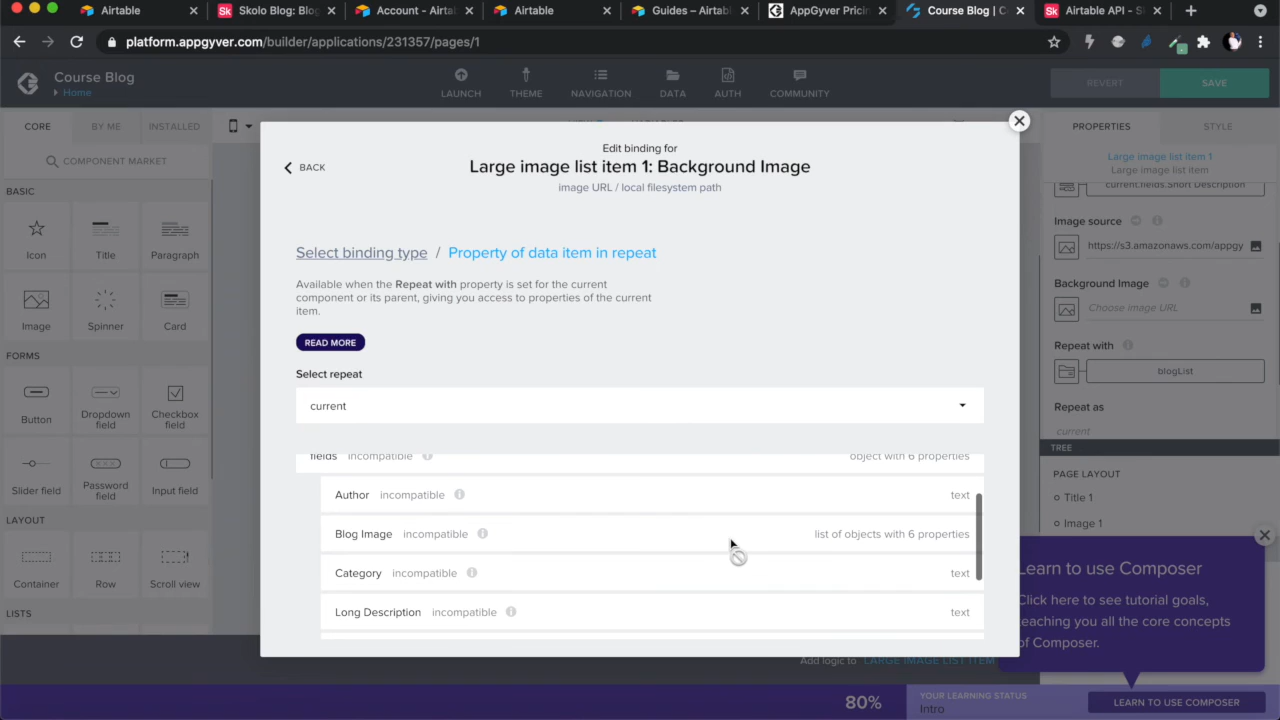 Airtable
Skolo Blog: Blog
Account - Airtab
Airtable
Guides – Airtabl
AppGyver Pricin
Course Blog | C
Airtable API - S
platform.appgyver.com/builder/applications/231357/pages/1
Course Blog
Home
LAUNCH
THEME
NAVIGATION
DATA
AUTH
COMMUNITY
REVERT
SAVE
CORE
BY ME
INSTALLED
COMPONENT MARKET
BASIC
Icon
Title
Paragraph
Image
Spinner
Card
FORMS
Button
Dropdown field
Checkbox field
Slider field
Password field
Input field
LAYOUT
Container
Row
Scroll view
LISTS
BACK
Edit binding for
Large image list item 1: Background Image
image URL / local filesystem path
Select binding type / Property of data item in repeat
Available when the Repeat with property is set for the current
component or its parent, giving you access to properties of the current
item.
READ MORE
Select repeat
current
fields incompatible object with 6 properties
Author incompatible text
Blog Image incompatible list of objects with 6 properties
Category incompatible text
Long Description incompatible text
PROPERTIES
STYLE
Large image list item 1
Large image list item
current.fields.Short Description
Image source
https://s3.amazonaws.com/appgy
Background Image
Choose image URL
Repeat with
blogList
Repeat as
current
TREE
PAGE LAYOUT
Title 1
Image 1
Learn to use Composer
Click here to see tutorial goals,
teaching you all the core concepts
of Composer.
Add logic to LARGE IMAGE LIST ITEM
80%
YOUR LEARNING STATUS
Intro
LEARN TO USE COMPOSER